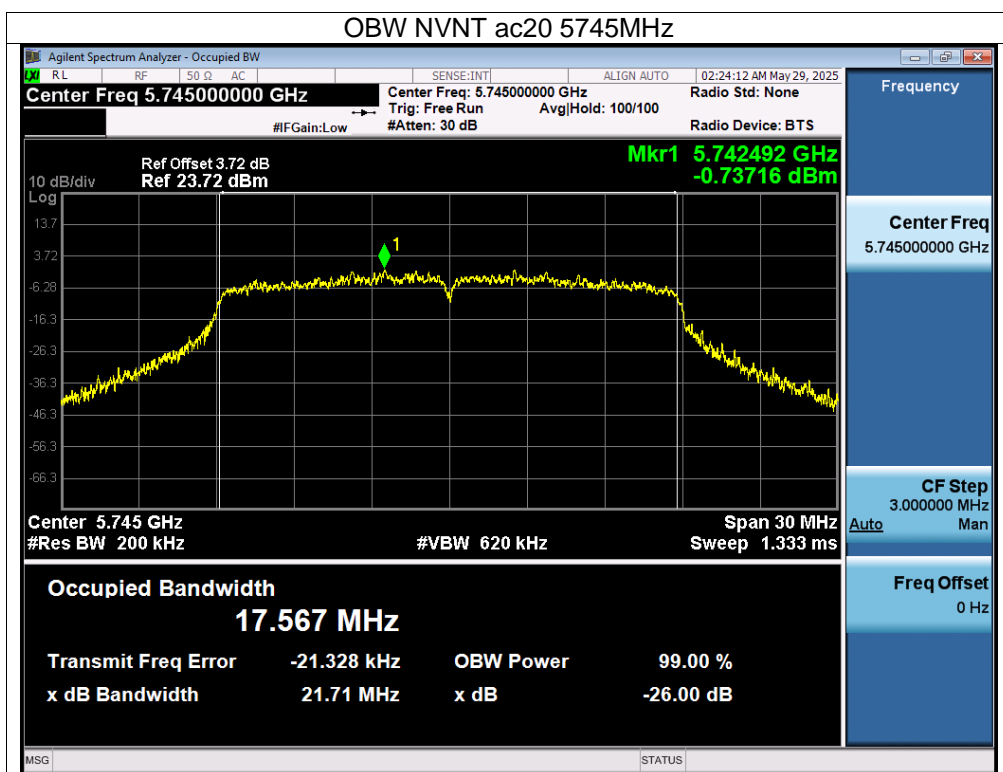 OBW NVNT ac20 5745MHz
Agilent Spectrum Analyzer - Occupied BW
LXI RL RF 50 Ω AC SENSE:INT ALIGN AUTO 02:24:12 AM May 29, 2025
Center Freq 5.745000000 GHz
Center Freq: 5.745000000 GHz Radio Std: None
Trig: Free Run Avg|Hold: 100/100
#IFGain:Low #Atten: 30 dB Radio Device: BTS
Ref Offset 3.72 dB
10 dB/div Ref 23.72 dBm
Mkr1 5.742492 GHz
-0.73716 dBm
Log
13.7
3.72
-6.28
-16.3
-26.3
-36.3
-46.3
-56.3
-66.3
1
Center 5.745 GHz Span 30 MHz
#Res BW 200 kHz #VBW 620 kHz Sweep 1.333 ms
Occupied Bandwidth
17.567 MHz
Transmit Freq Error -21.328 kHz OBW Power 99.00 %
x dB Bandwidth 21.71 MHz x dB -26.00 dB
Frequency
Center Freq
5.745000000 GHz
CF Step
3.000000 MHz
Auto Man
Freq Offset
0 Hz
MSG STATUS